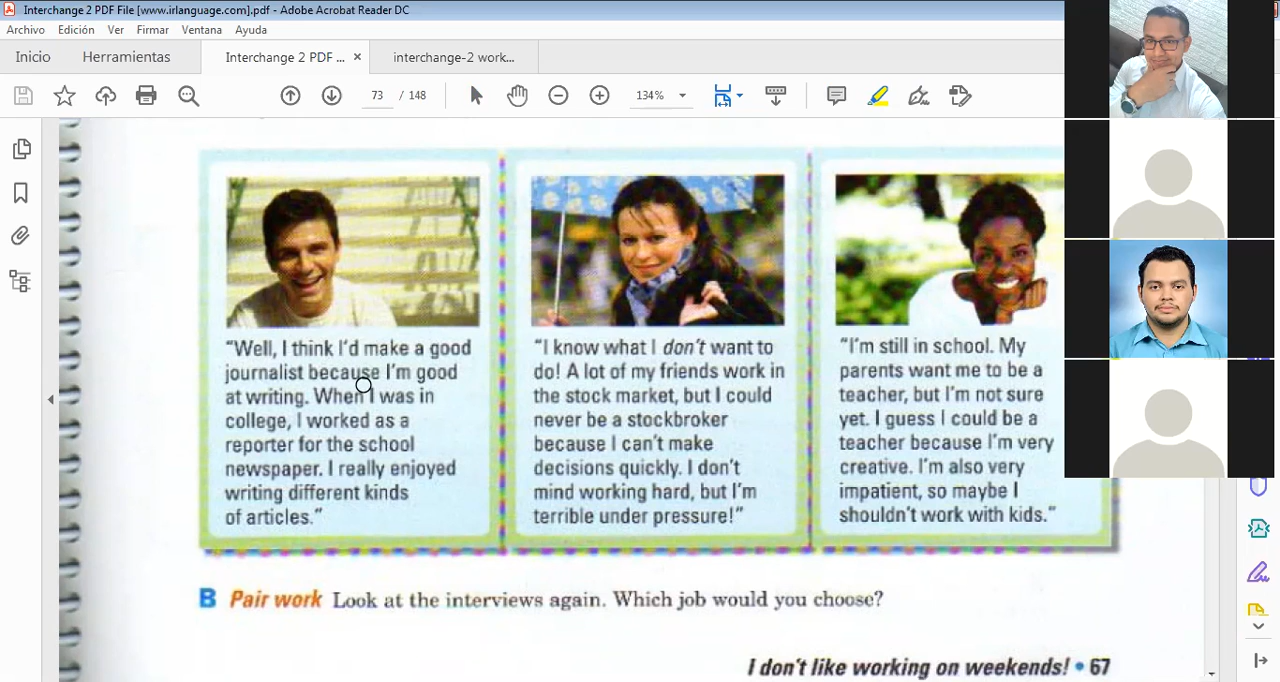 Interchange 2 PDF File [www.irlanguage.com].pdf - Adobe Acrobat Reader DC
Archivo Edición Ver Firmar Ventana Ayuda
Inicio Herramientas Interchange 2 PDF ... × interchange-2 work...
73 / 148 134%
"Well, I think I'd make a good
journalist because I'm good
at writing. When I was in
college, I worked as a
reporter for the school
newspaper. I really enjoyed
writing different kinds
of articles."
"I know what I don't want to
do! A lot of my friends work in
the stock market, but I could
never be a stockbroker
because I can't make
decisions quickly. I don't
mind working hard, but I'm
terrible under pressure!"
"I'm still in school. My
parents want me to be a
teacher, but I'm not sure
yet. I guess I could be a
teacher because I'm very
creative. I'm also very
impatient, so maybe I
shouldn't work with kids."
B Pair work Look at the interviews again. Which job would you choose?
I don't like working on weekends! • 67